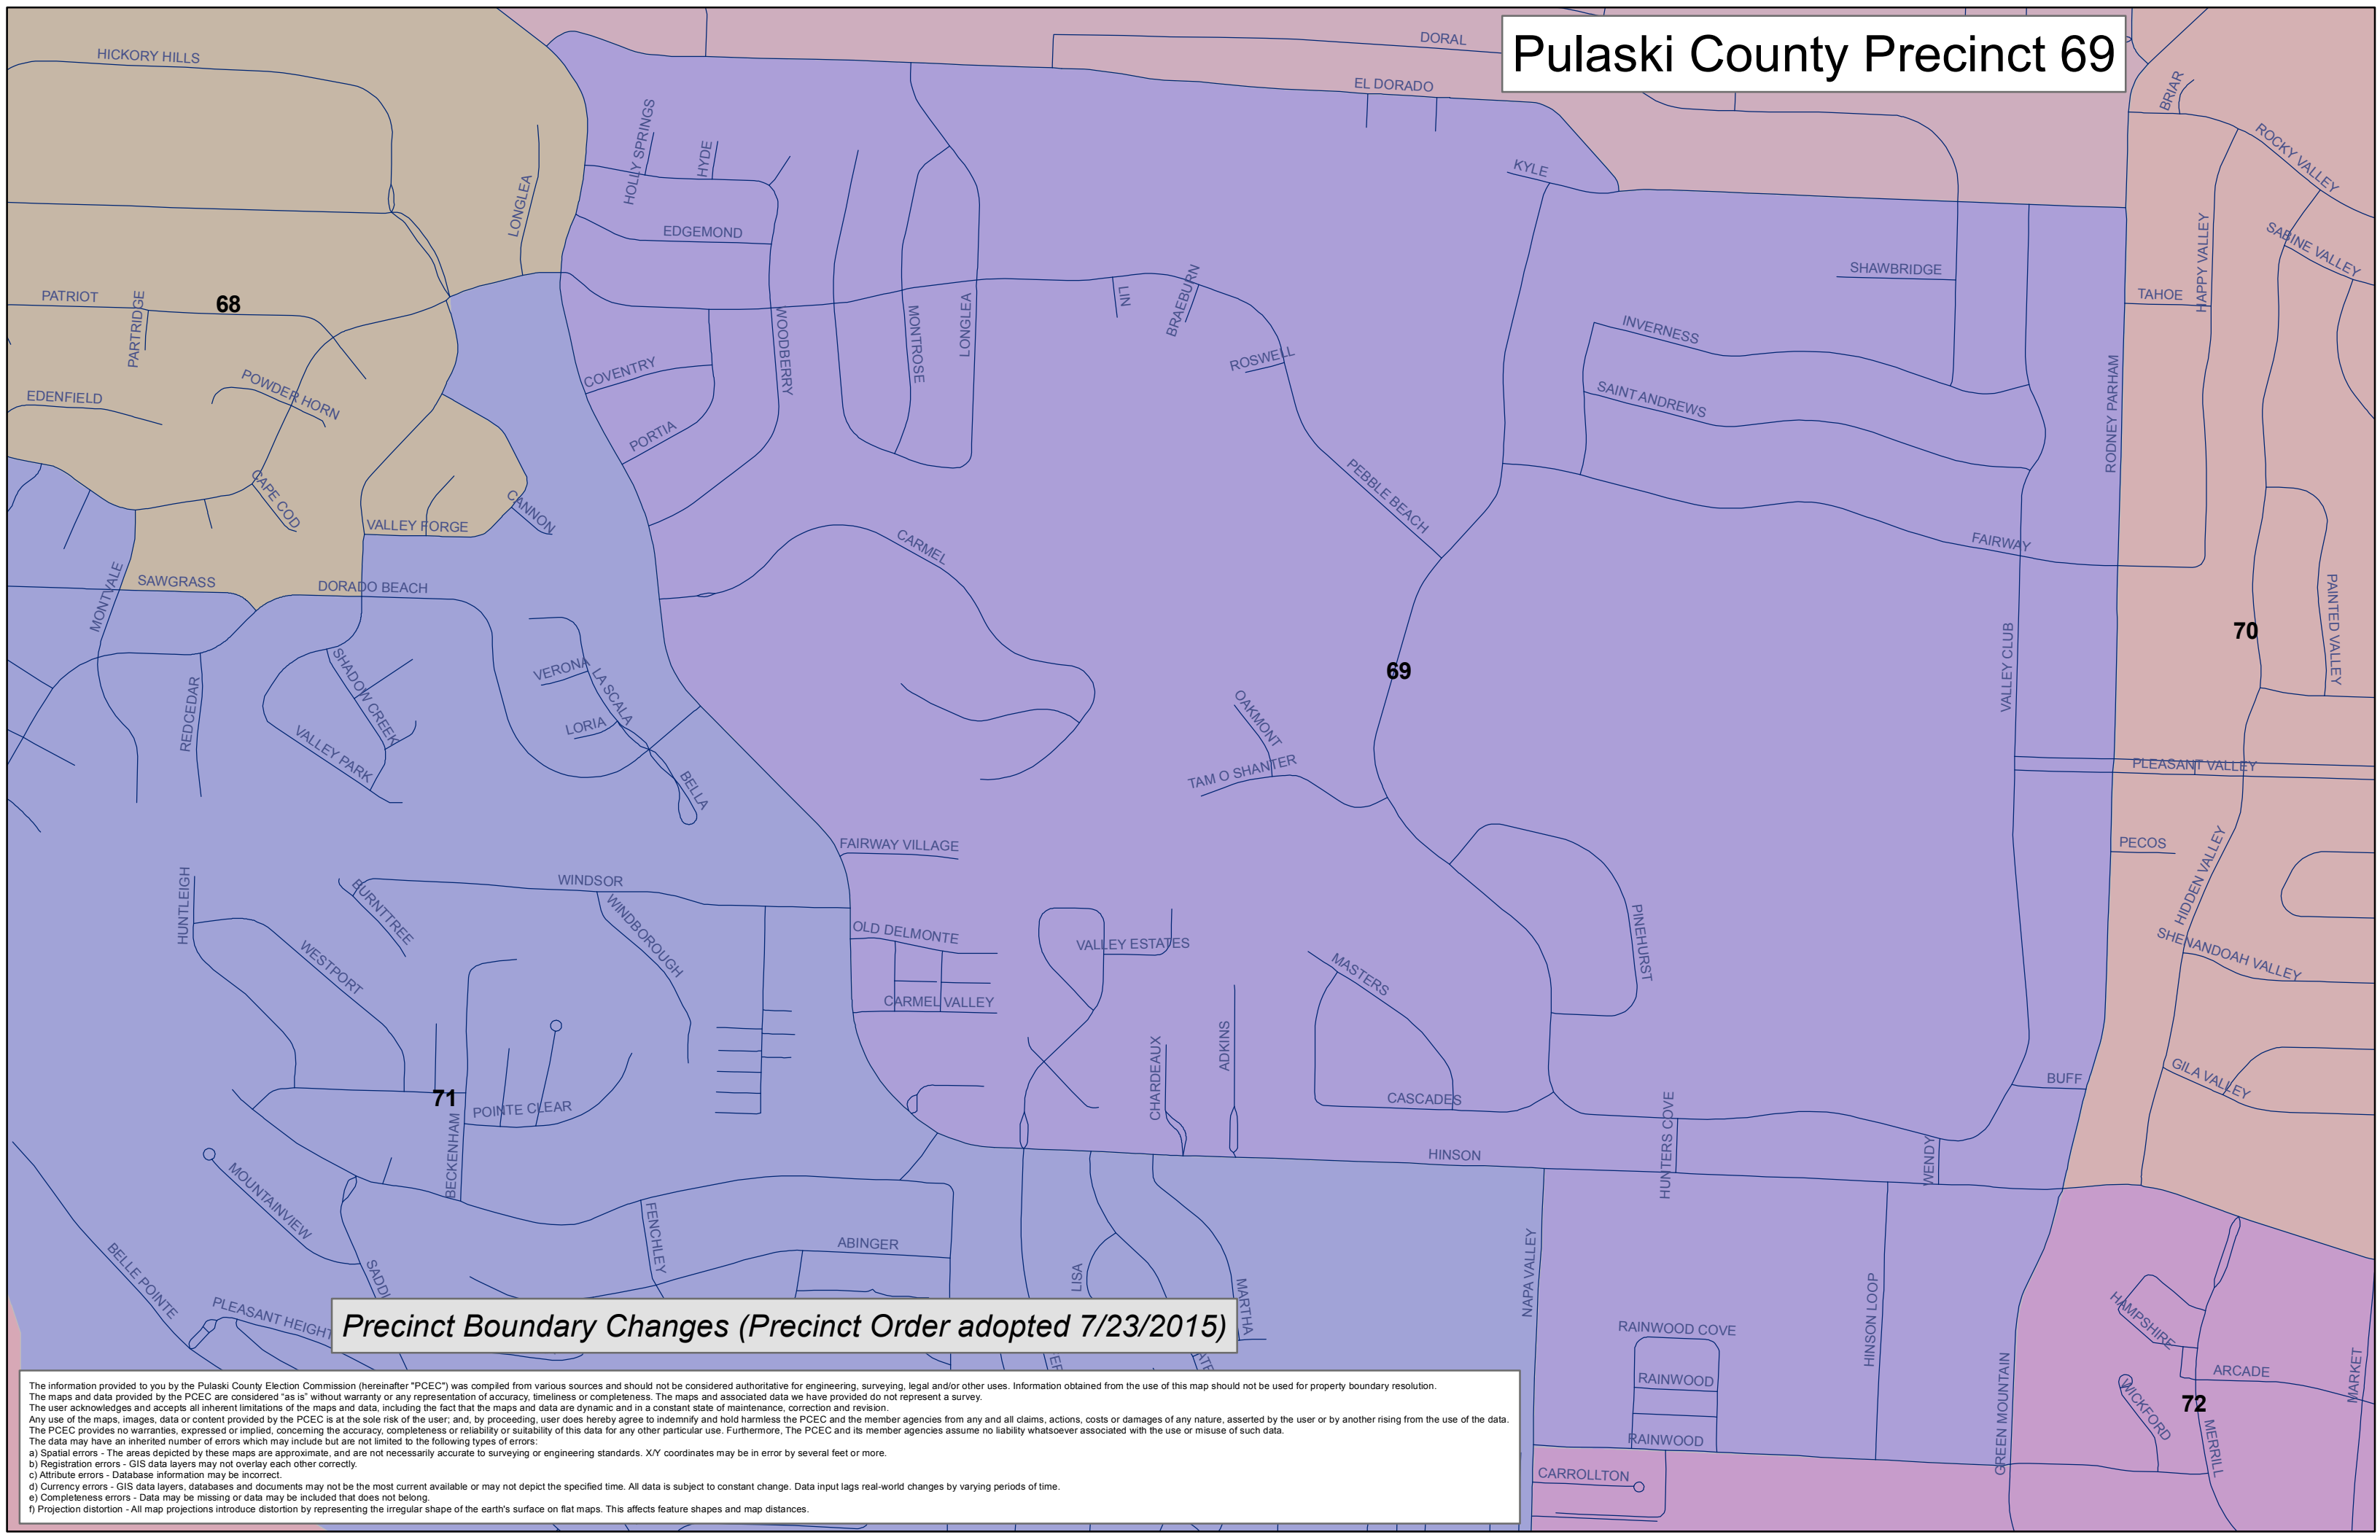 Pulaski County Precinct 69
DORAL
HICKORY HILLS
EL DORADO
BRIAR
ROCKY VALLEY
HOLLY SPRINGS
HYDE
KYLE
LONGLEA
EDGEMOND
HAPPY VALLEY
SABINE VALLEY
SHAWBRIDGE
PATRIOT
PARTRIDGE
68
LIN
BRAEBURN
TAHOE
WOODBERRY
MONTROSE
LONGLEA
INVERNESS
ROSWELL
COVENTRY
POWDER HORN
EDENFIELD
SAINT ANDREWS
RODNEY PARHAM
PORTIA
CAPE COD
CANNON
VALLEY FORGE
PEBBLE BEACH
CARMEL
FAIRWAY
MONTVALE
SAWGRASS
DORADO BEACH
PAINTED VALLEY
70
VERONA
LA SCALA
SHADOW CREEK
69
VALLEY CLUB
REDCEDAR
LORIA
OAKMONT
VALLEY PARK
TAM O SHANTER
PLEASANT VALLEY
BELLA
FAIRWAY VILLAGE
PECOS
HIDDEN VALLEY
WINDSOR
HUNTLEIGH
BURNTTREE
WINDBOROUGH
OLD DELMONTE
VALLEY ESTATES
PINEHURST
WESTPORT
MASTERS
SHENANDOAH VALLEY
CARMEL VALLEY
CHARDEAUX
ADKINS
BUFF
GILA VALLEY
71
POINTE CLEAR
CASCADES
HUNTERS COVE
BECKENHAM
HINSON
WENDY
MOUNTAINVIEW
FENCHLEY
ABINGER
BELLE POINTE
SADDL
LISA
MARTHA
NAPA VALLEY
HINSON LOOP
HAMPSHIRE
PLEASANT HEIGHT
Precinct Boundary Changes (Precinct Order adopted 7/23/2015)
RAINWOOD COVE
RAINWOOD
GREEN MOUNTAIN
ARCADE
MARKET
WICKFORD
72
MERRILL
RAINWOOD
CARROLLTON
The information provided to you by the Pulaski County Election Commission (hereinafter "PCEC") was compiled from various sources and should not be considered authoritative for engineering, surveying, legal and/or other uses. Information obtained from the use of this map should not be used for property boundary resolution.
The maps and data provided by the PCEC are considered "as is" without warranty or any representation of accuracy, timeliness or completeness. The maps and associated data we have provided do not represent a survey.
The user acknowledges and accepts all inherent limitations of the maps and data, including the fact that the maps and data are dynamic and in a constant state of maintenance, correction and revision.
Any use of the maps, images, data or content provided by the PCEC is at the sole risk of the user; and, by proceeding, user does hereby agree to indemnify and hold harmless the PCEC and the member agencies from any and all claims, actions, costs or damages of any nature, asserted by the user or by another rising from the use of the data.
The PCEC provides no warranties, expressed or implied, concerning the accuracy, completeness or reliability or suitability of this data for any other particular use. Furthermore, The PCEC and its member agencies assume no liability whatsoever associated with the use or misuse of such data.
The data may have an inherited number of errors which may include but are not limited to the following types of errors:
a) Spatial errors - The areas depicted by these maps are approximate, and are not necessarily accurate to surveying or engineering standards. X/Y coordinates may be in error by several feet or more.
b) Registration errors - GIS data layers may not overlay each other correctly.
c) Attribute errors - Database information may be incorrect.
d) Currency errors - GIS data layers, databases and documents may not be the most current available or may not depict the specified time. All data is subject to constant change. Data input lags real-world changes by varying periods of time.
e) Completeness errors - Data may be missing or data may be included that does not belong.
f) Projection distortion - All map projections introduce distortion by representing the irregular shape of the earth's surface on flat maps. This affects feature shapes and map distances.